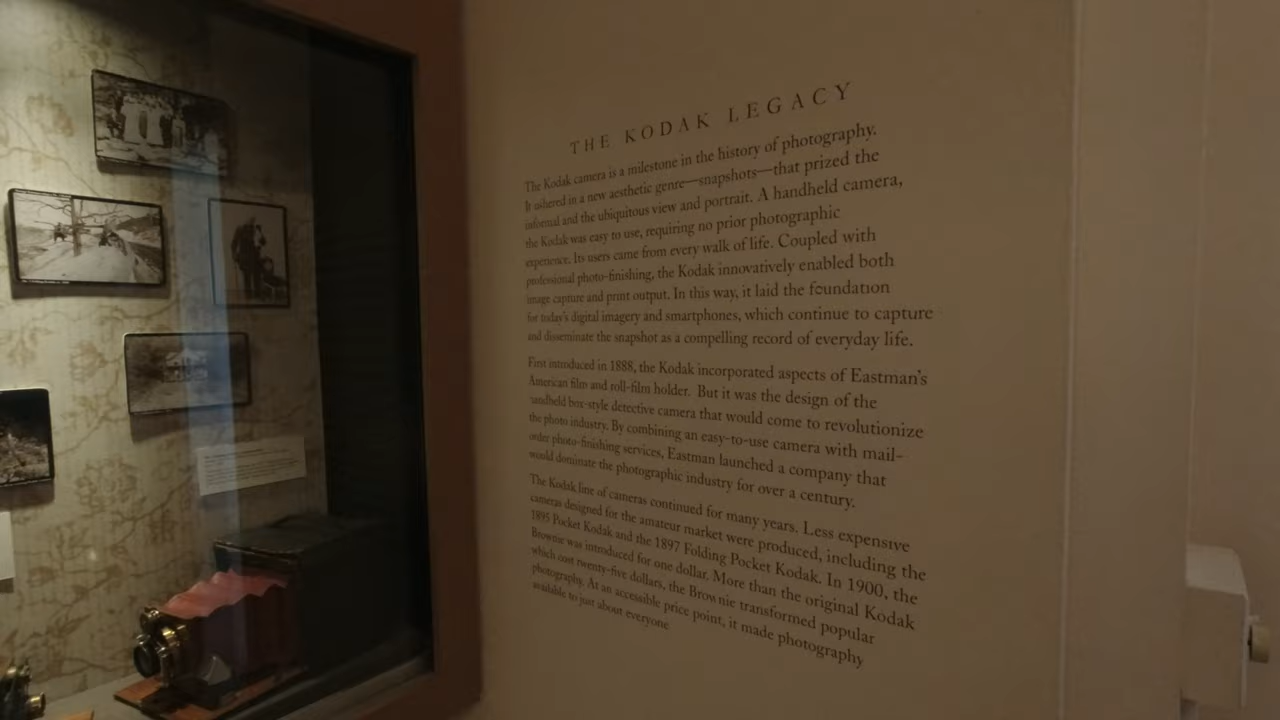 THE KODAK LEGACY
The Kodak camera is a milestone in the history of photography.
It ushered in a new aesthetic genre—snapshots—that prized the
informal and the ubiquitous view and portrait. A handheld camera,
the Kodak was easy to use, requiring no prior photographic
experience. Its users came from every walk of life. Coupled with
professional photo-finishing, the Kodak innovatively enabled both
image capture and print output. In this way, it laid the foundation
for today's digital imagery and smartphones, which continue to capture
and disseminate the snapshot as a compelling record of everyday life.
First introduced in 1888, the Kodak incorporated aspects of Eastman's
American film and roll-film holder. But it was the design of the
handheld box-style detective camera that would come to revolutionize
the photo industry. By combining an easy-to-use camera with mail-
order photo-finishing services, Eastman launched a company that
would dominate the photographic industry for over a century.
The Kodak line of cameras continued for many years. Less expensive
cameras designed for the amateur market were produced, including the
1895 Pocket Kodak and the 1897 Folding Pocket Kodak. In 1900, the
Brownie was introduced for one dollar. More than the original Kodak
which cost twenty-five dollars, the Brownie transformed popular
photography. At an accessible price point, it made photography
available to just about everyone